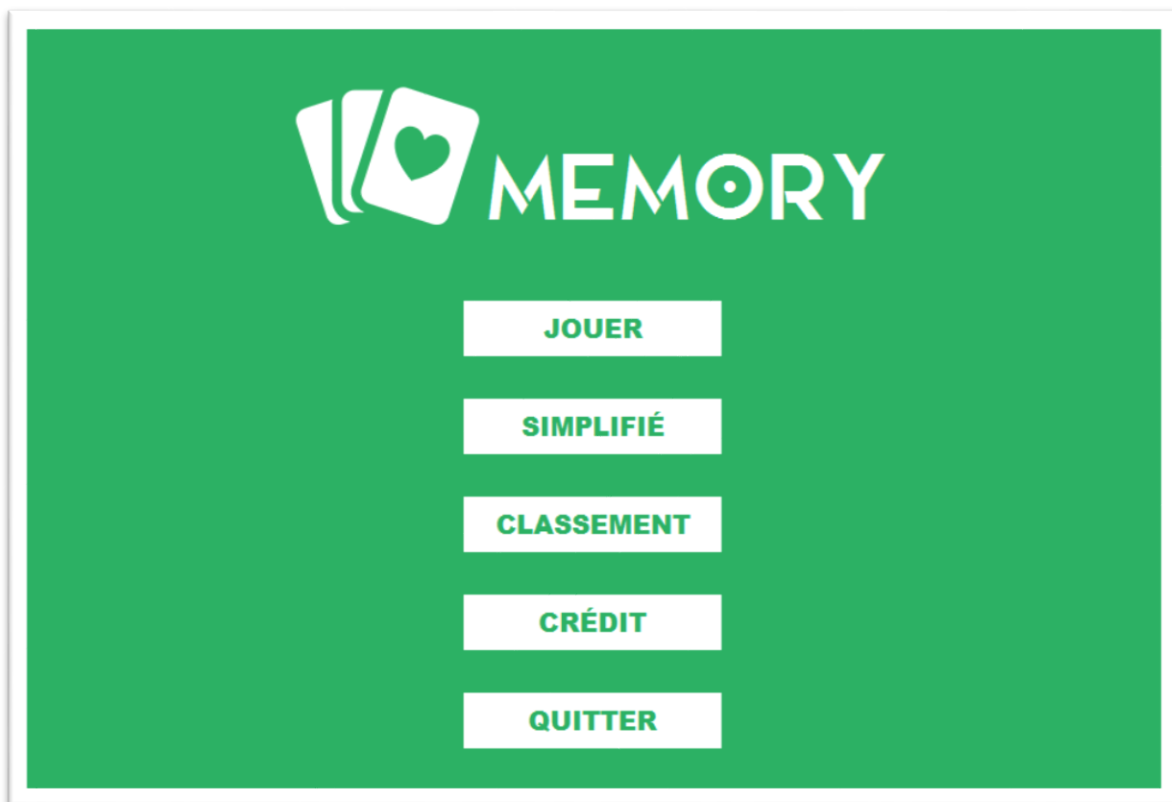 MEMORY
JOUER
SIMPLIFIÉ
CLASSEMENT
CRÉDIT
QUITTER